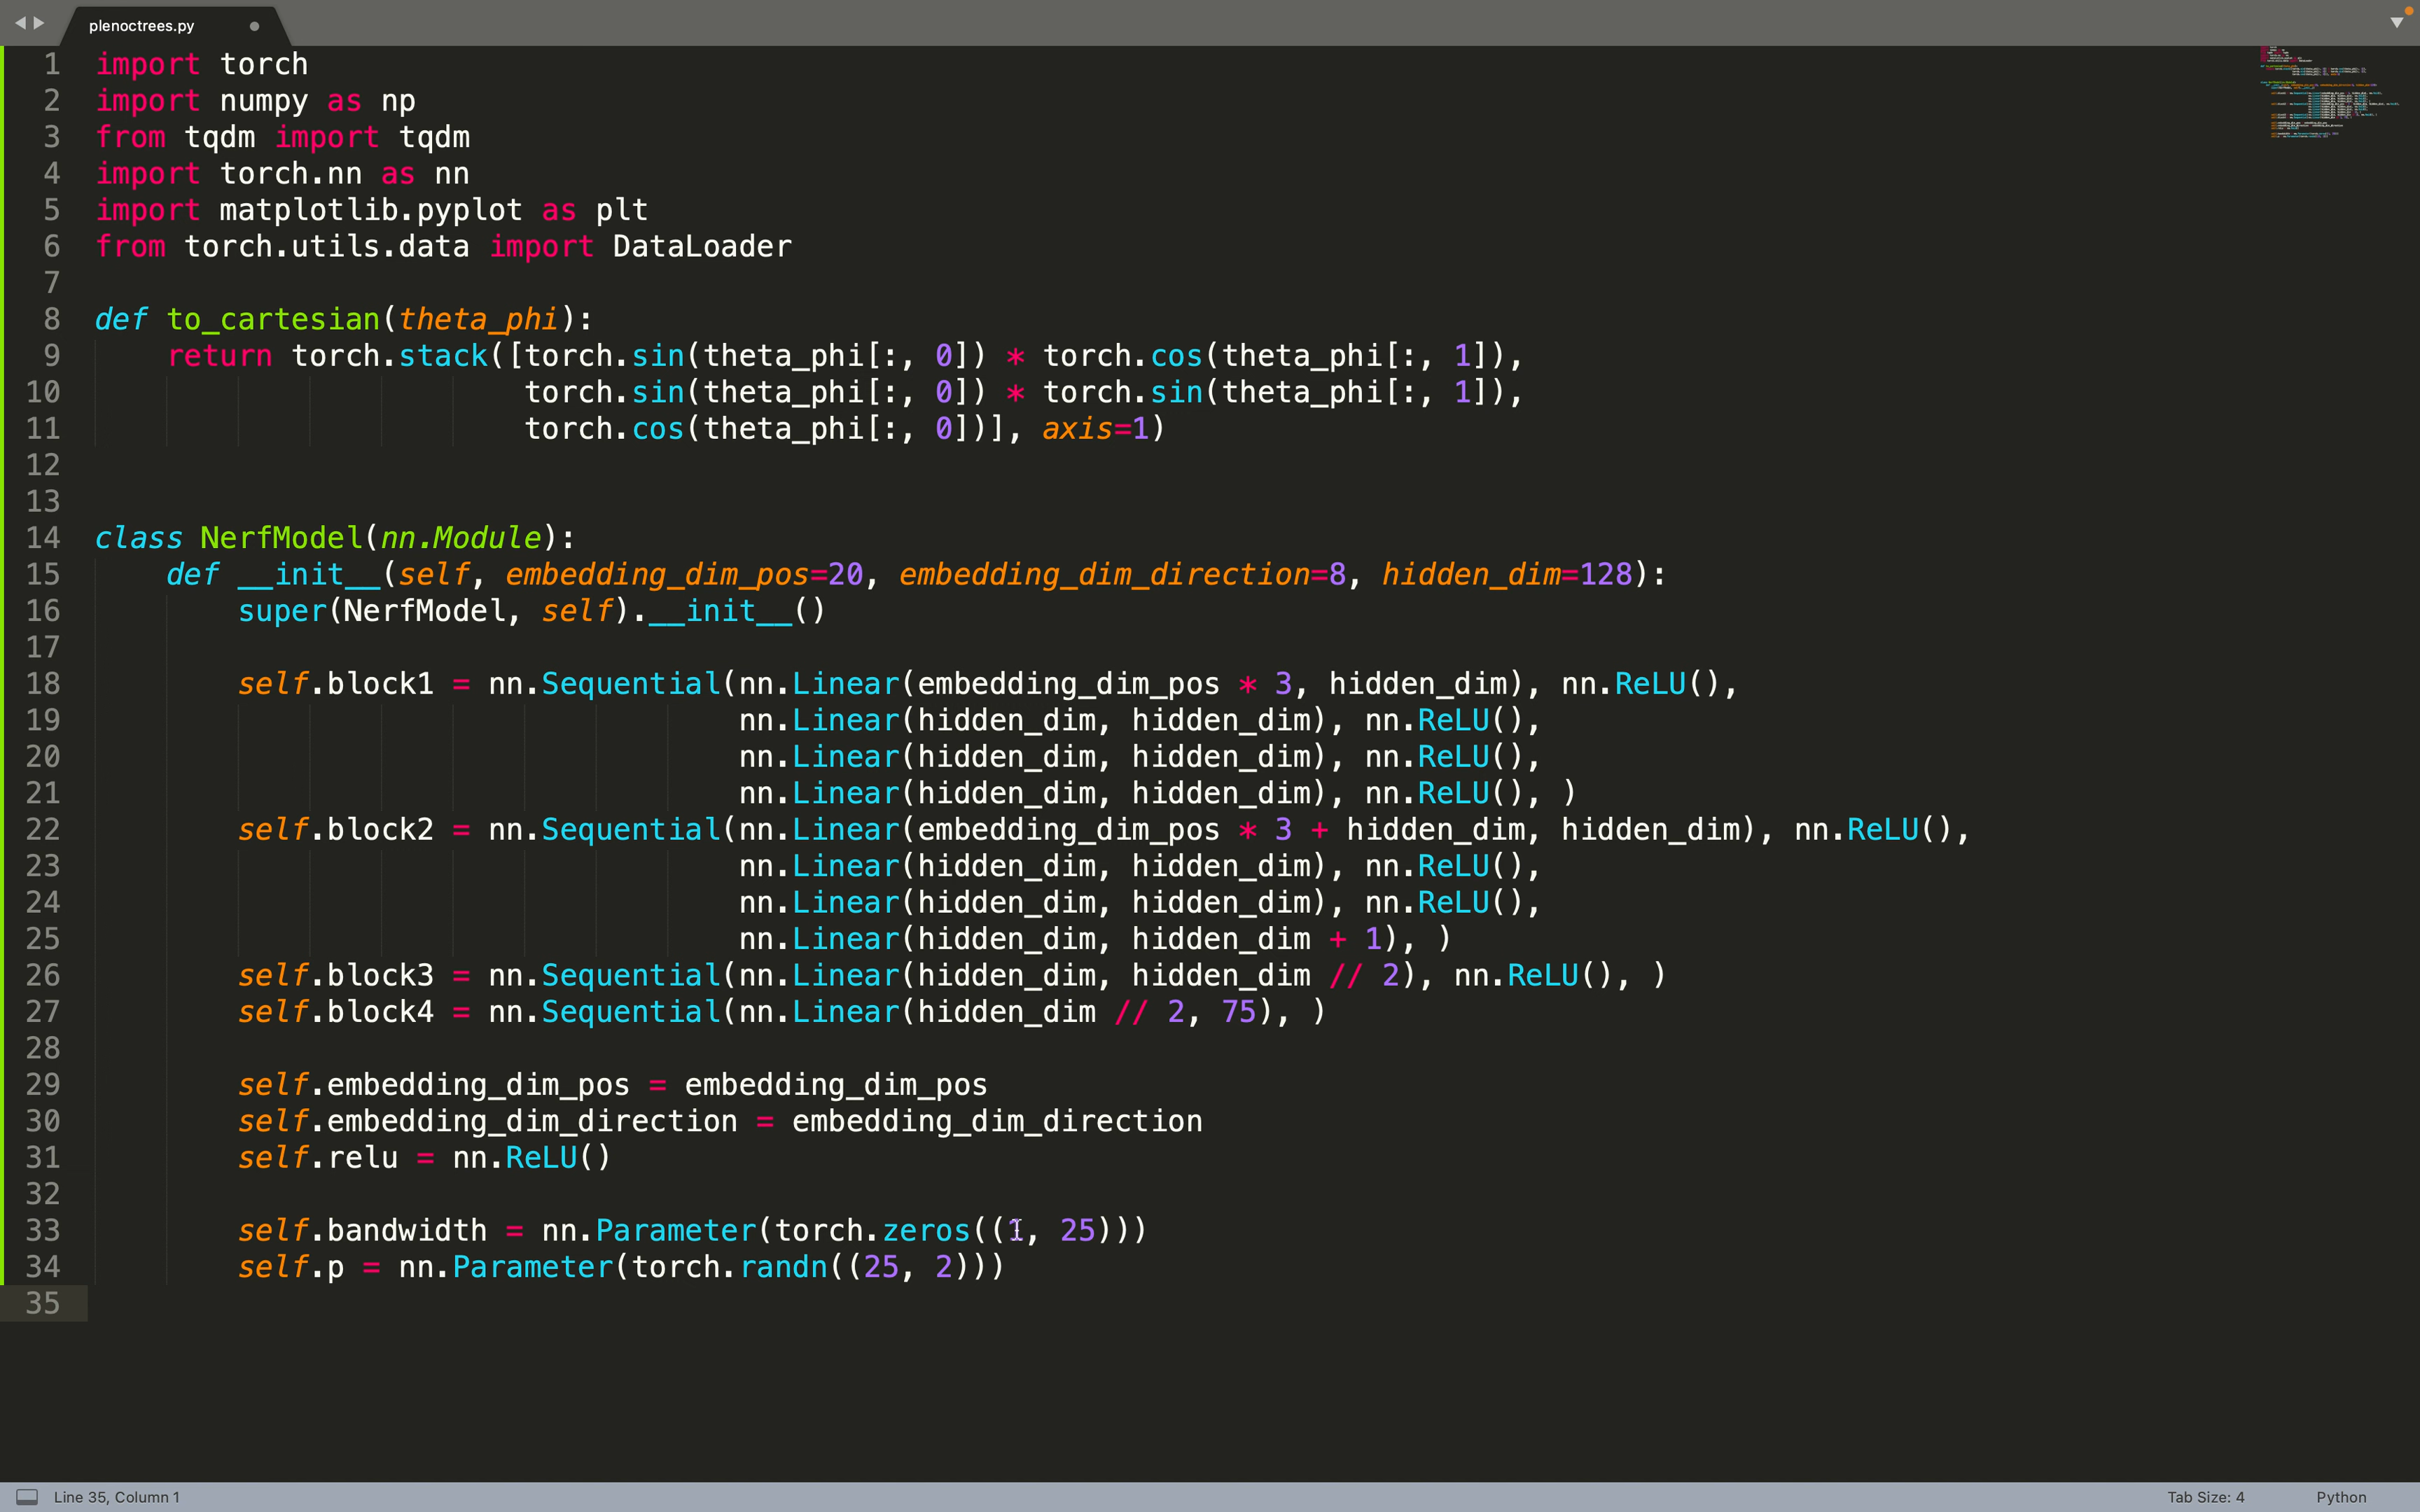 plenoctrees.py
1 import torch
2 import numpy as np
3 from tqdm import tqdm
4 import torch.nn as nn
5 import matplotlib.pyplot as plt
6 from torch.utils.data import DataLoader
7
8 def to_cartesian(theta_phi):
9     return torch.stack([torch.sin(theta_phi[:, 0]) * torch.cos(theta_phi[:, 1]),
10                         torch.sin(theta_phi[:, 0]) * torch.sin(theta_phi[:, 1]),
11                         torch.cos(theta_phi[:, 0])], axis=1)
12
13
14 class NerfModel(nn.Module):
15     def __init__(self, embedding_dim_pos=20, embedding_dim_direction=8, hidden_dim=128):
16         super(NerfModel, self).__init__()
17
18         self.block1 = nn.Sequential(nn.Linear(embedding_dim_pos * 3, hidden_dim), nn.ReLU(),
19                                     nn.Linear(hidden_dim, hidden_dim), nn.ReLU(),
20                                     nn.Linear(hidden_dim, hidden_dim), nn.ReLU(),
21                                     nn.Linear(hidden_dim, hidden_dim), nn.ReLU(), )
22         self.block2 = nn.Sequential(nn.Linear(embedding_dim_pos * 3 + hidden_dim, hidden_dim), nn.ReLU(),
23                                     nn.Linear(hidden_dim, hidden_dim), nn.ReLU(),
24                                     nn.Linear(hidden_dim, hidden_dim), nn.ReLU(),
25                                     nn.Linear(hidden_dim, hidden_dim + 1), )
26         self.block3 = nn.Sequential(nn.Linear(hidden_dim, hidden_dim // 2), nn.ReLU(), )
27         self.block4 = nn.Sequential(nn.Linear(hidden_dim // 2, 75), )
28
29         self.embedding_dim_pos = embedding_dim_pos
30         self.embedding_dim_direction = embedding_dim_direction
31         self.relu = nn.ReLU()
32
33         self.bandwidth = nn.Parameter(torch.zeros((1, 25)))
34         self.p = nn.Parameter(torch.randn((25, 2)))
35
Line 35, Column 1
Tab Size: 4
Python